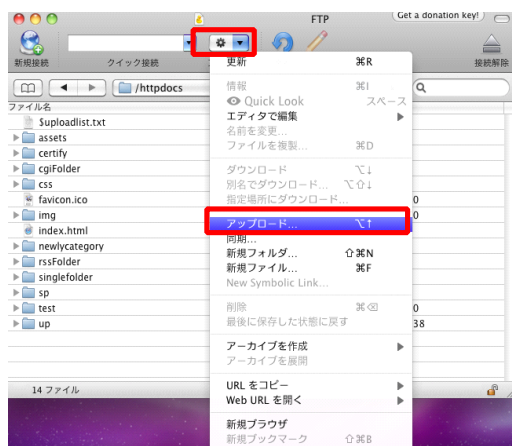 FTP
Get a donation key!
新規接続
クイック接続
接続解除
/httpdocs
ファイル名
$uploadlist.txt
assets
certify
cgiFolder
css
favicon.ico
img
index.html
newlycategory
rssFolder
singlefolder
sp
test
up
14 ファイル
更新 ⌘R
情報 ⌘I
Quick Look スペース
エディタで編集
名前を変更...
ファイルを複製... ⌘D
ダウンロード ⌥↓
別名でダウンロード... ⌥⇧↓
指定場所にダウンロード...
アップロード... ⌥↑
同期...
新規フォルダ... ⇧⌘N
新規ファイル... ⌘F
New Symbolic Link...
削除 ⌘⌫
最後に保存した状態に戻す
アーカイブを作成
アーカイブを展開
URL をコピー
Web URL を開く
新規ブラウザ
新規ブックマーク ⇧⌘B
0
0
0
38